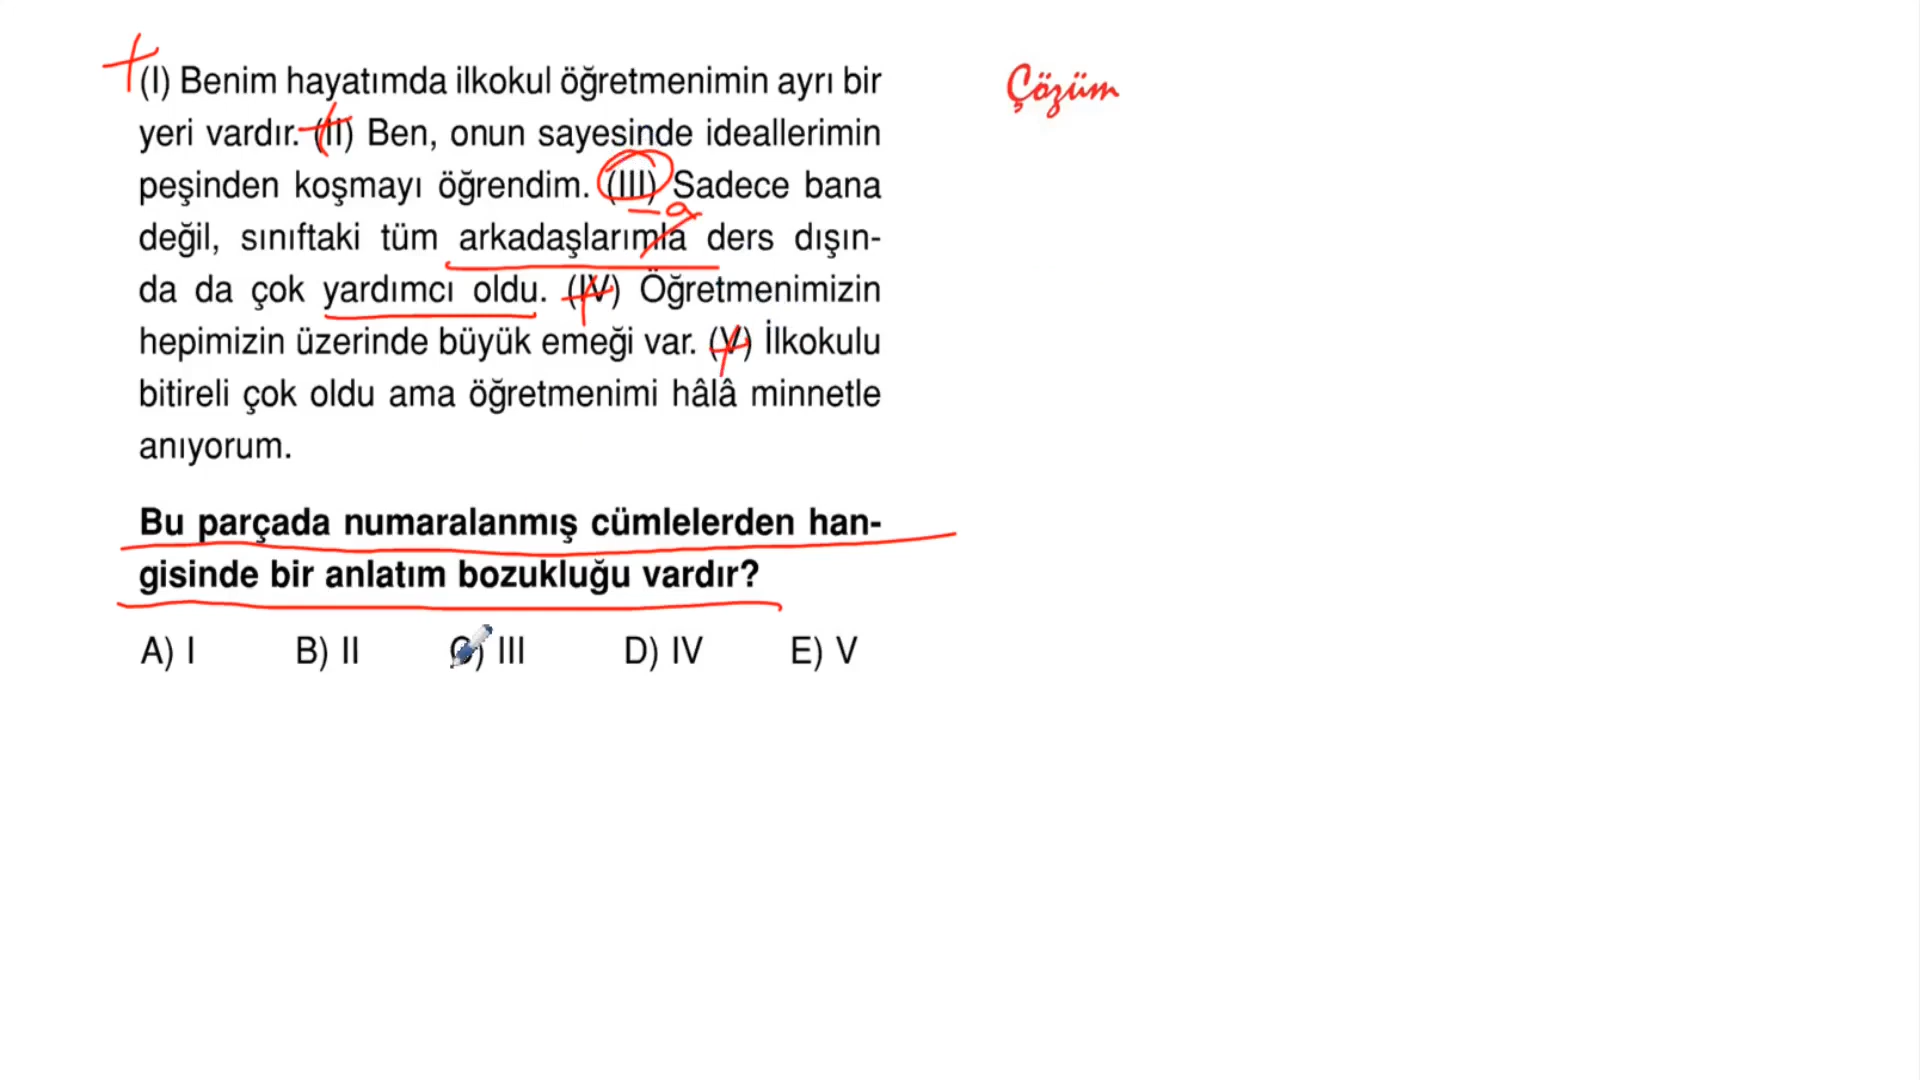 (I) Benim hayatımda ilkokul öğretmenimin ayrı bir
yeri vardır. (II) Ben, onun sayesinde ideallerimin
peşinden koşmayı öğrendim. (III) Sadece bana
değil, sınıftaki tüm arkadaşlarımla ders dışın-
da da çok yardımcı oldu. (IV) Öğretmenimizin
hepimizin üzerinde büyük emeği var. (V) İlkokulu
bitireli çok oldu ama öğretmenimi hâlâ minnetle
anıyorum.
Bu parçada numaralanmış cümlelerden han-
gisinde bir anlatım bozukluğu vardır?
A) I B) II C) III D) IV E) V
Çözüm
-a